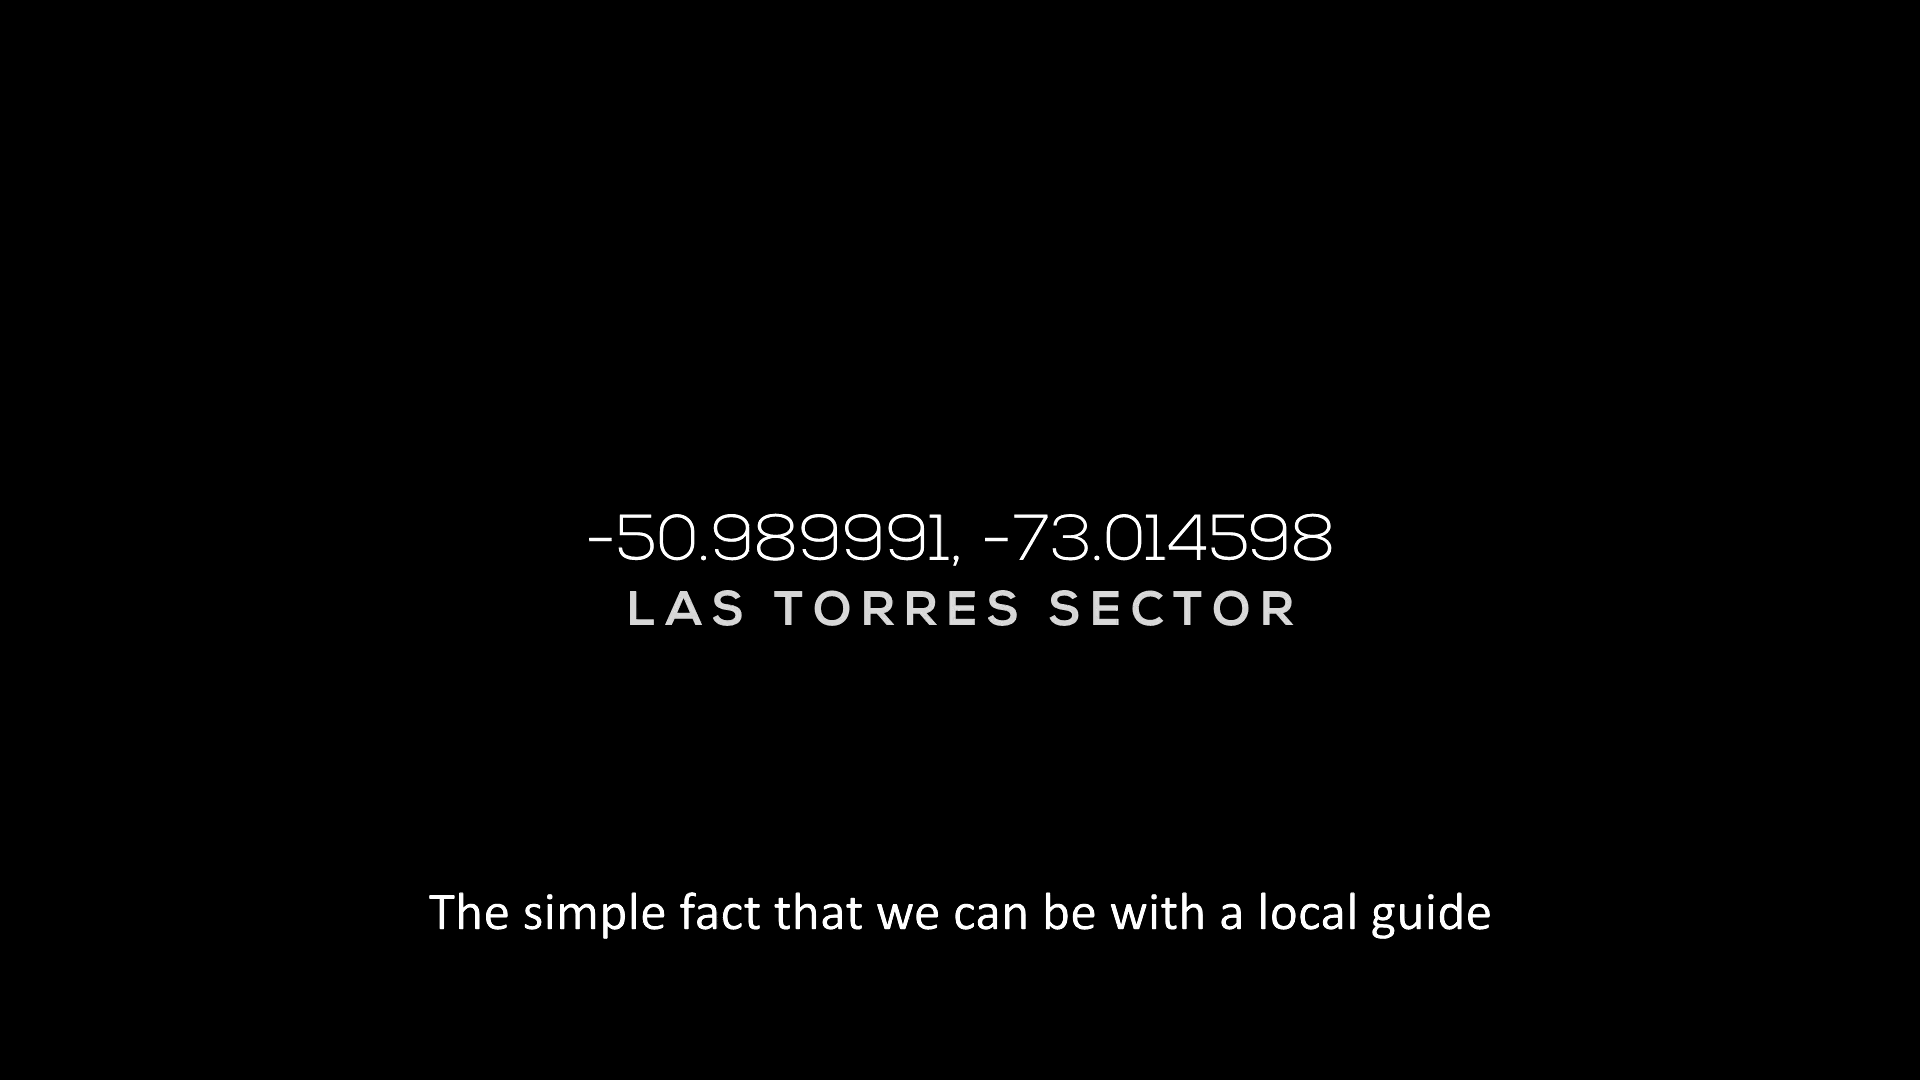 -50.989991, -73.014598
LAS TORRES SECTOR
The simple fact that we can be with a local guide